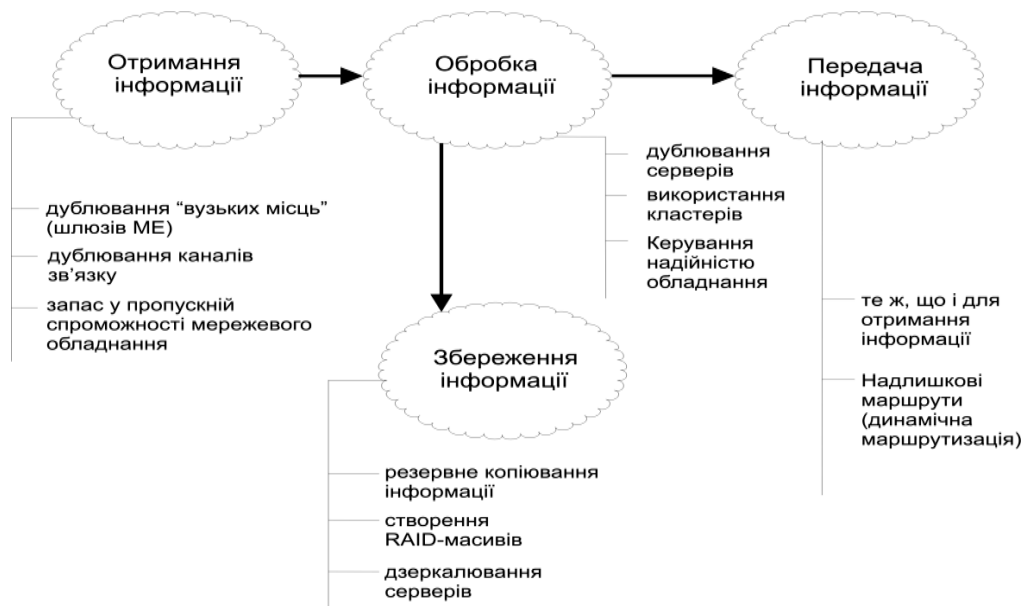 Отримання
інформації
Обробка
інформації
Передача
інформації
дублювання “вузьких місць”
(шлюзів МЕ)
дублювання каналів
зв’язку
запас у пропускній
спроможності мережевого
обладнання
дублювання
серверів
використання
кластерів
Керування
надійністю
обладнання
те ж, що і для
отримання
інформації
Надлишкові
маршрути
(динамічна
маршрутизація)
Збереження
інформації
резервне копіювання
інформації
створення
RAID-масивів
дзеркалювання
серверів